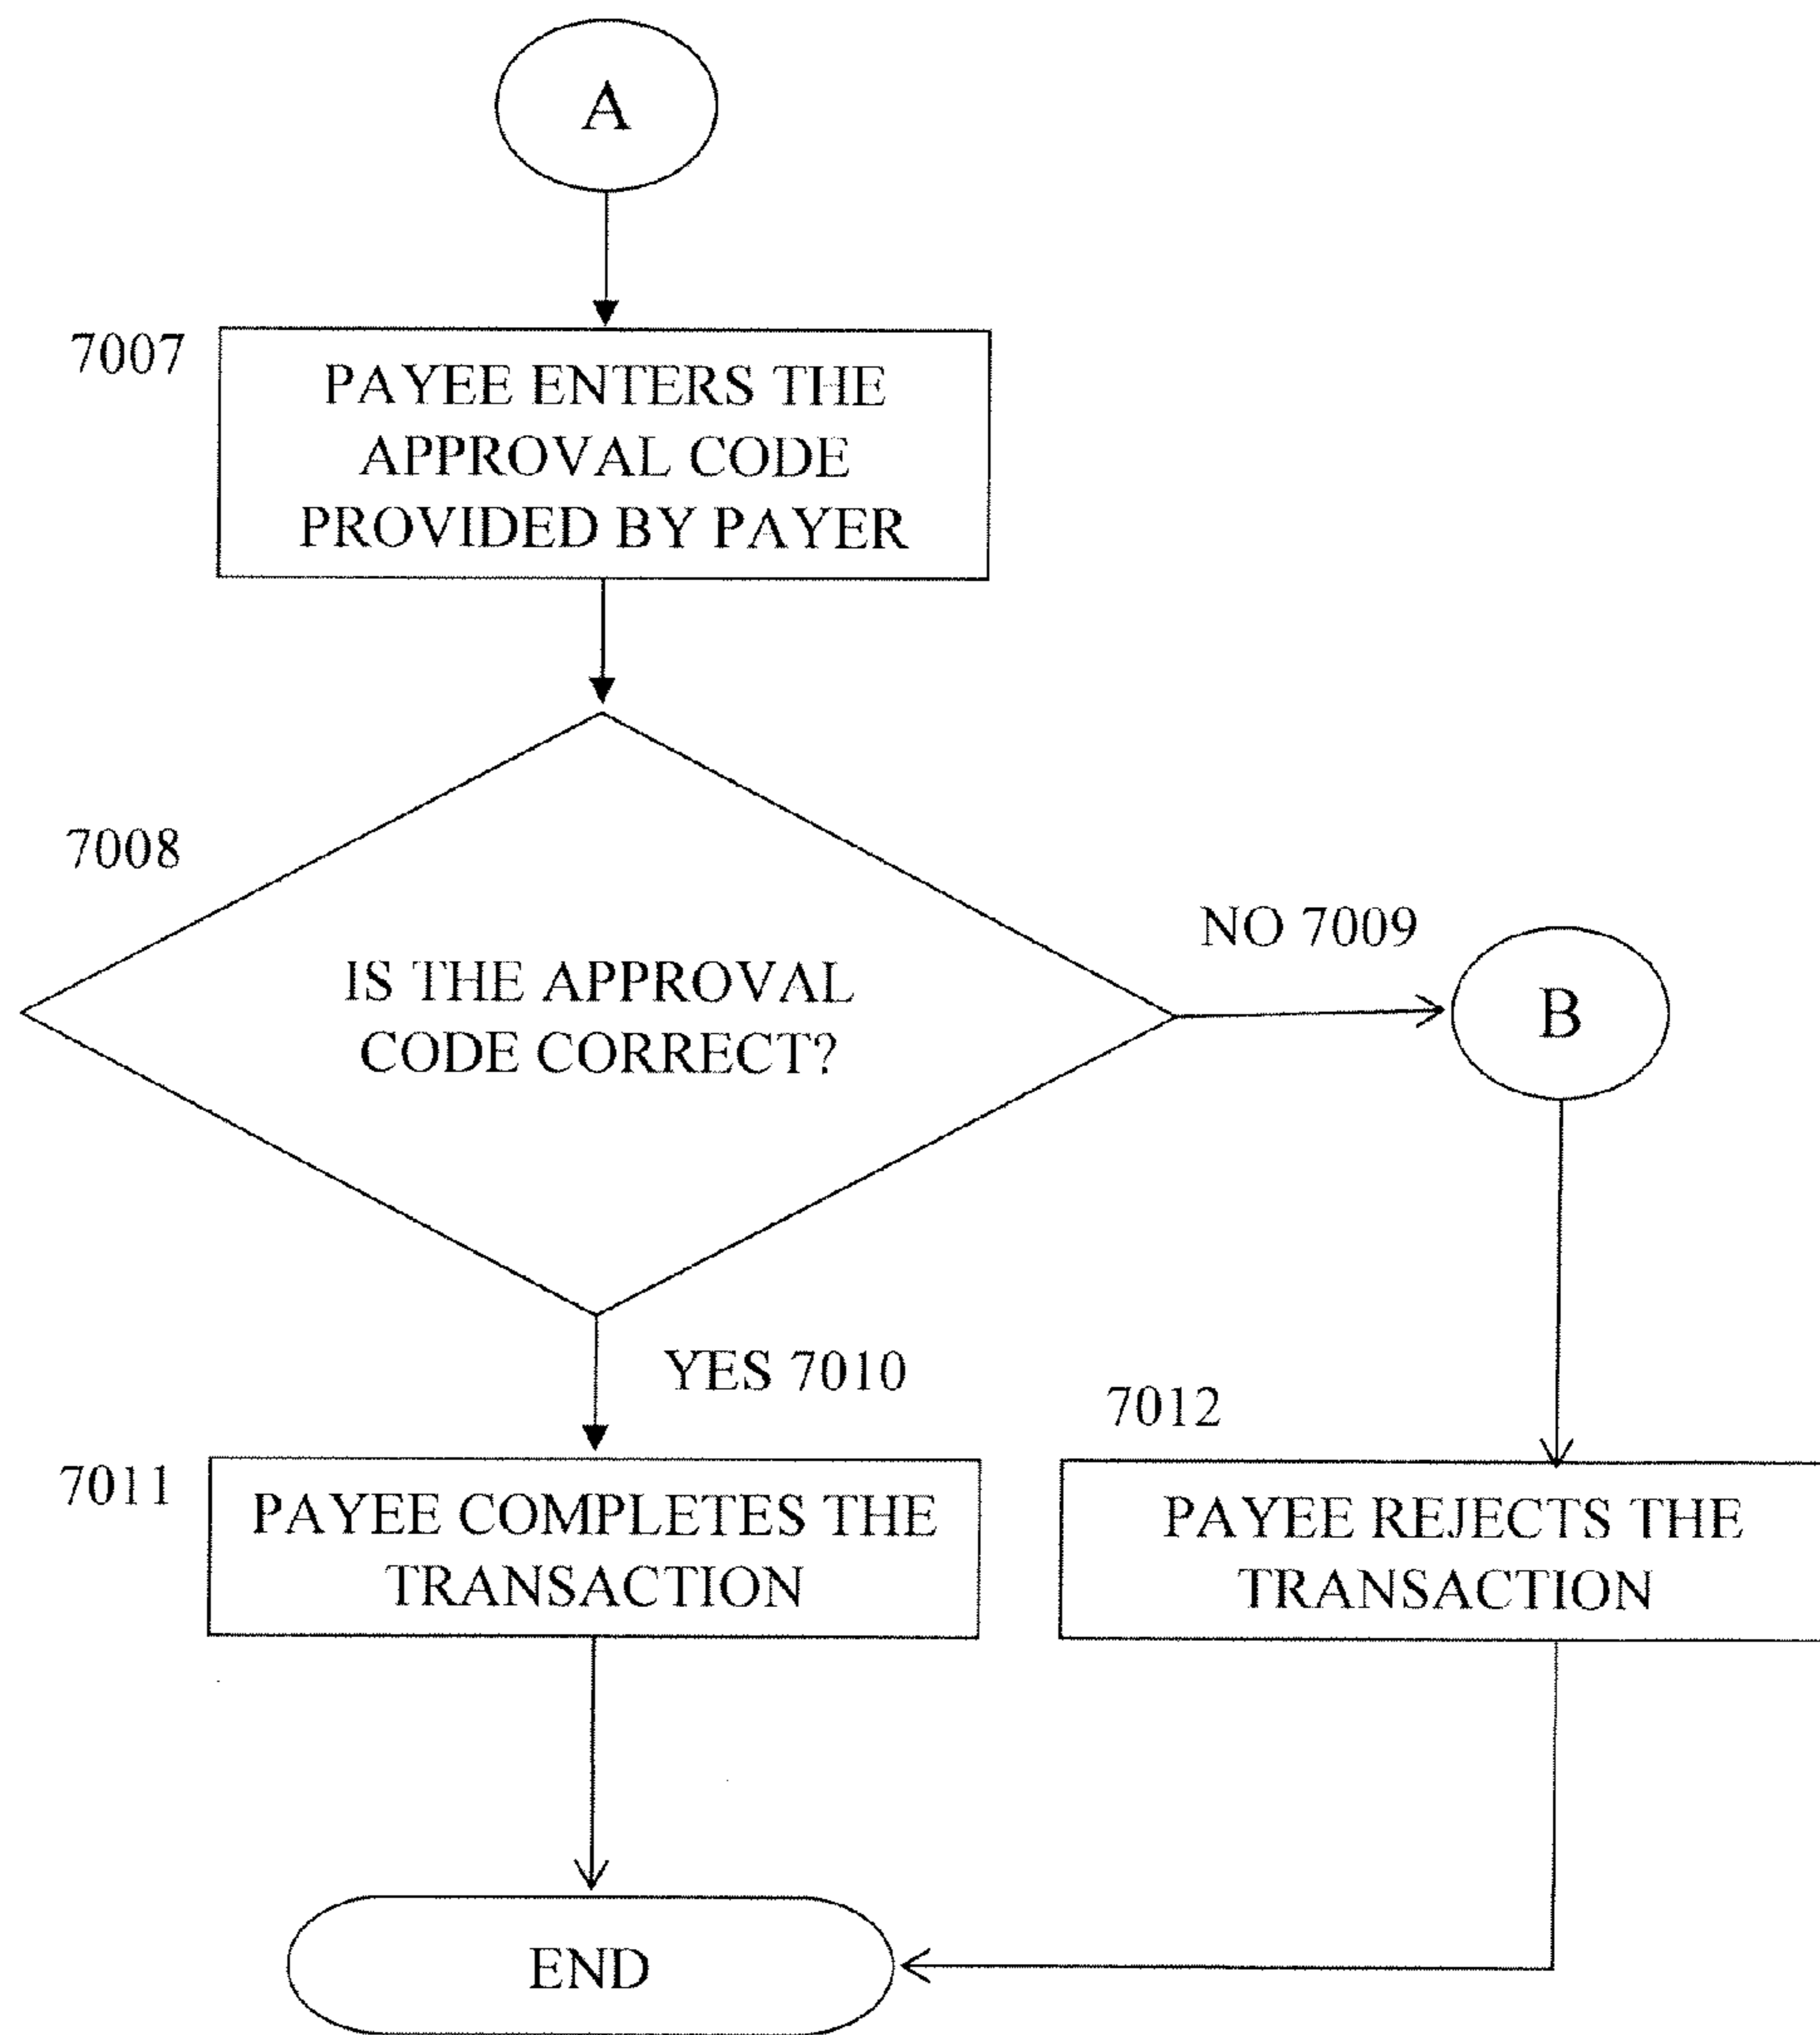 A
7007
PAYEE ENTERS THE
APPROVAL CODE
PROVIDED BY PAYER
7008
IS THE APPROVAL
CODE CORRECT?
NO 7009
B
YES 7010
7011
PAYEE COMPLETES THE
TRANSACTION
7012
PAYEE REJECTS THE
TRANSACTION
END